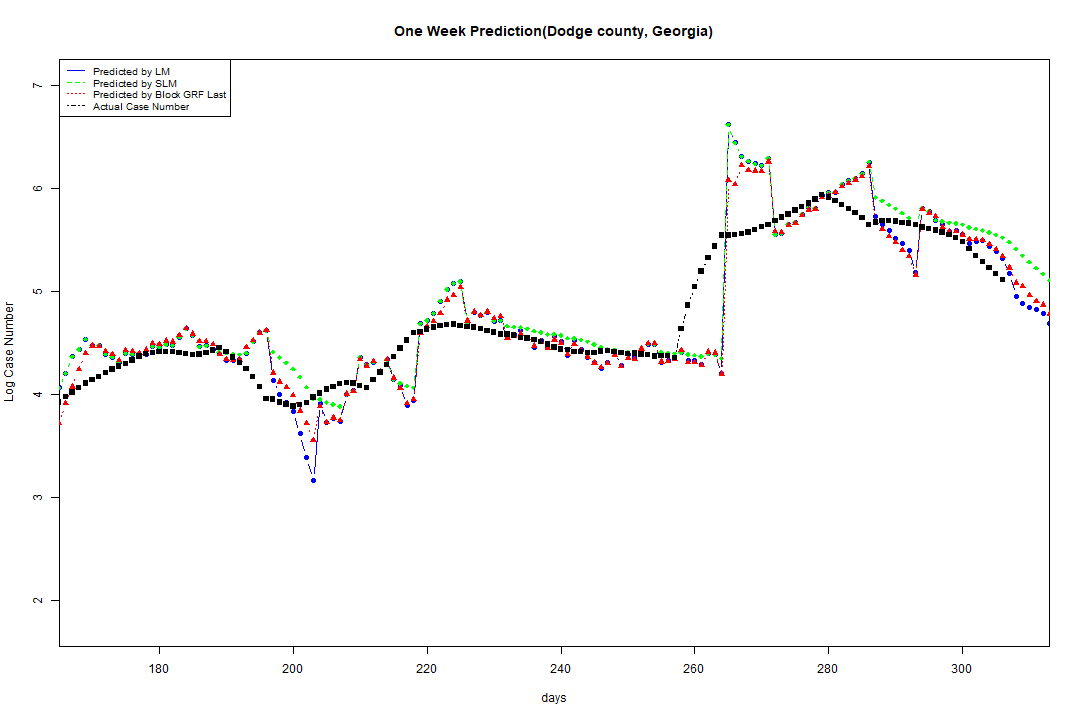 One Week Prediction(Dodge county, Georgia)
Predicted by LM
Predicted by SLM
Predicted by Block GRF Last
Actual Case Number
Log Case Number
7
6
5
4
3
2
180 200 220 240 260 280 300
days